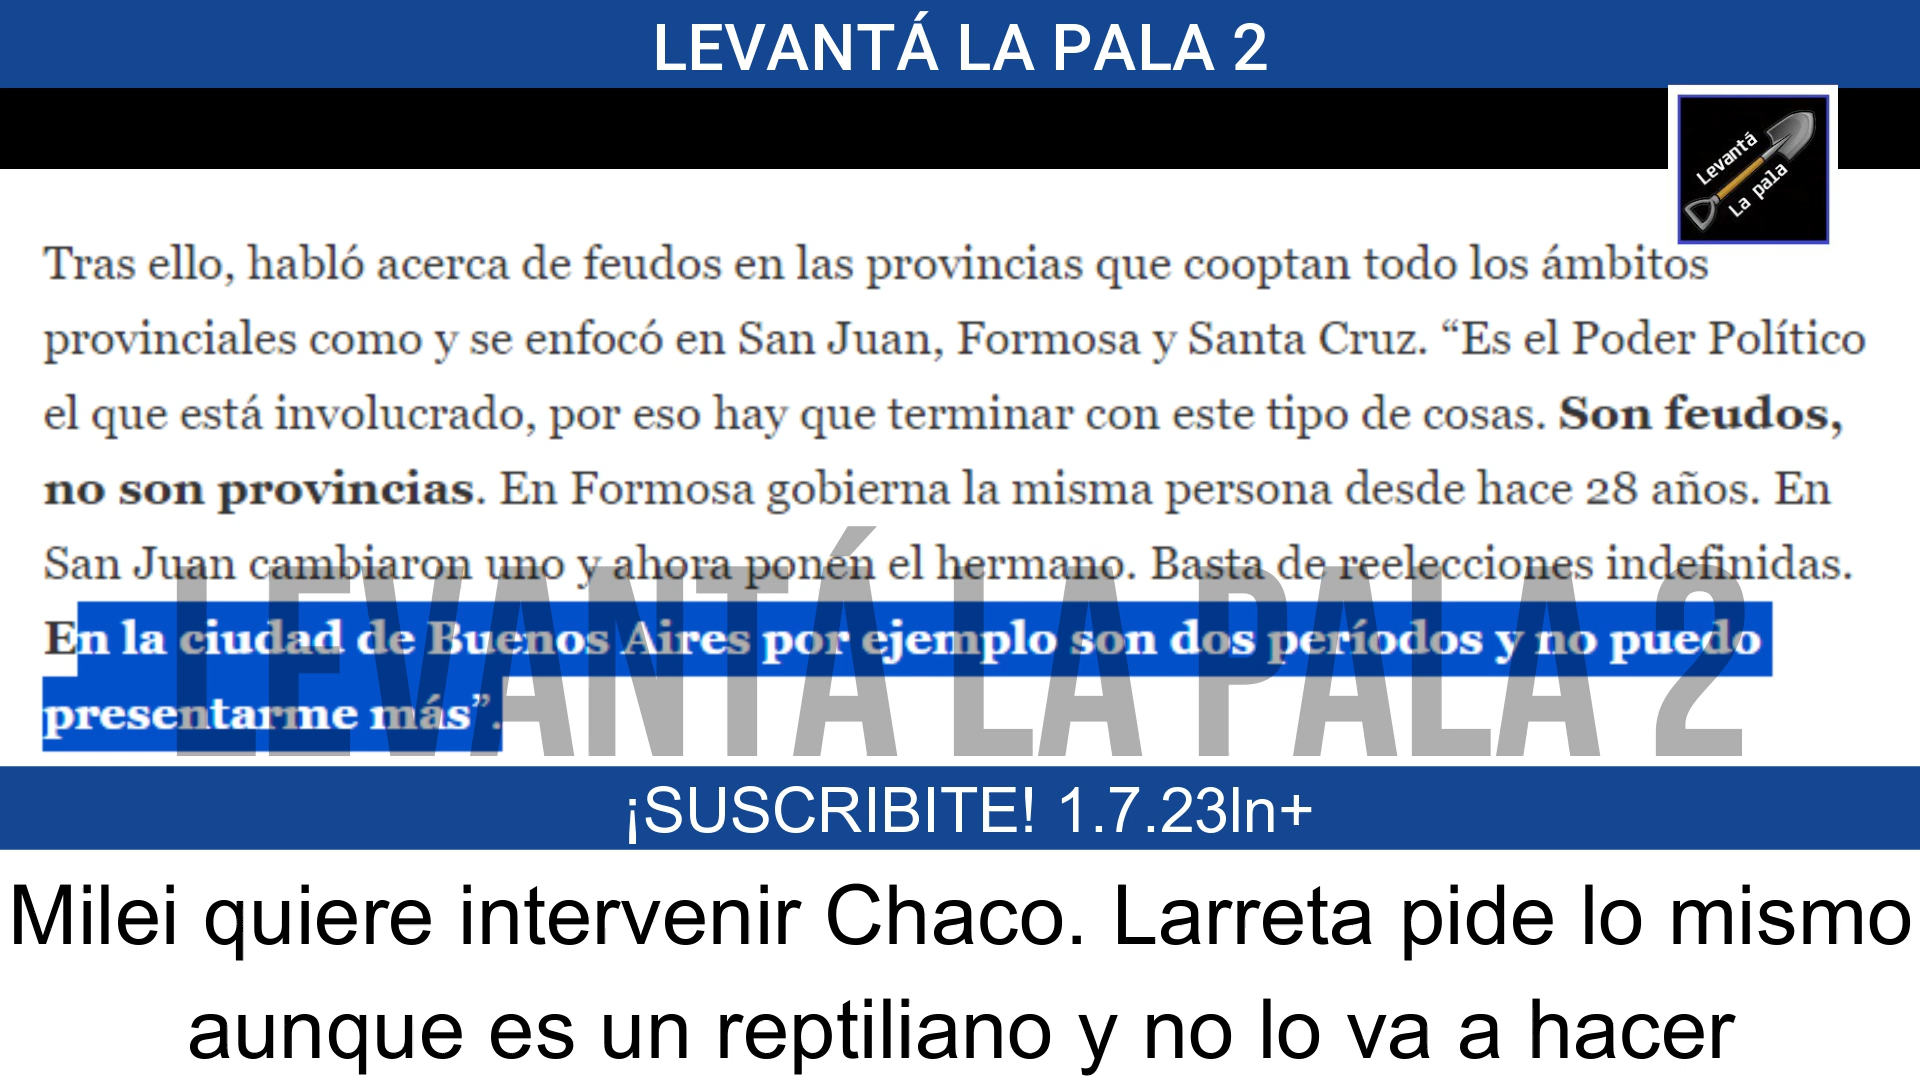 LEVANTÁ LA PALA 2
Levantá
La pala
Tras ello, habló acerca de feudos en las provincias que cooptan todo los ámbitos
provinciales como y se enfocó en San Juan, Formosa y Santa Cruz. “Es el Poder Político
el que está involucrado, por eso hay que terminar con este tipo de cosas. Son feudos,
no son provincias. En Formosa gobierna la misma persona desde hace 28 años. En
San Juan cambiaron uno y ahora ponen el hermano. Basta de reelecciones indefinidas.
En la ciudad de Buenos Aires por ejemplo son dos períodos y no puedo
presentarme más”.
LEVANTÁ LA PALA 2
¡SUSCRIBITE! 1.7.23ln+
Milei quiere intervenir Chaco. Larreta pide lo mismo
aunque es un reptiliano y no lo va a hacer